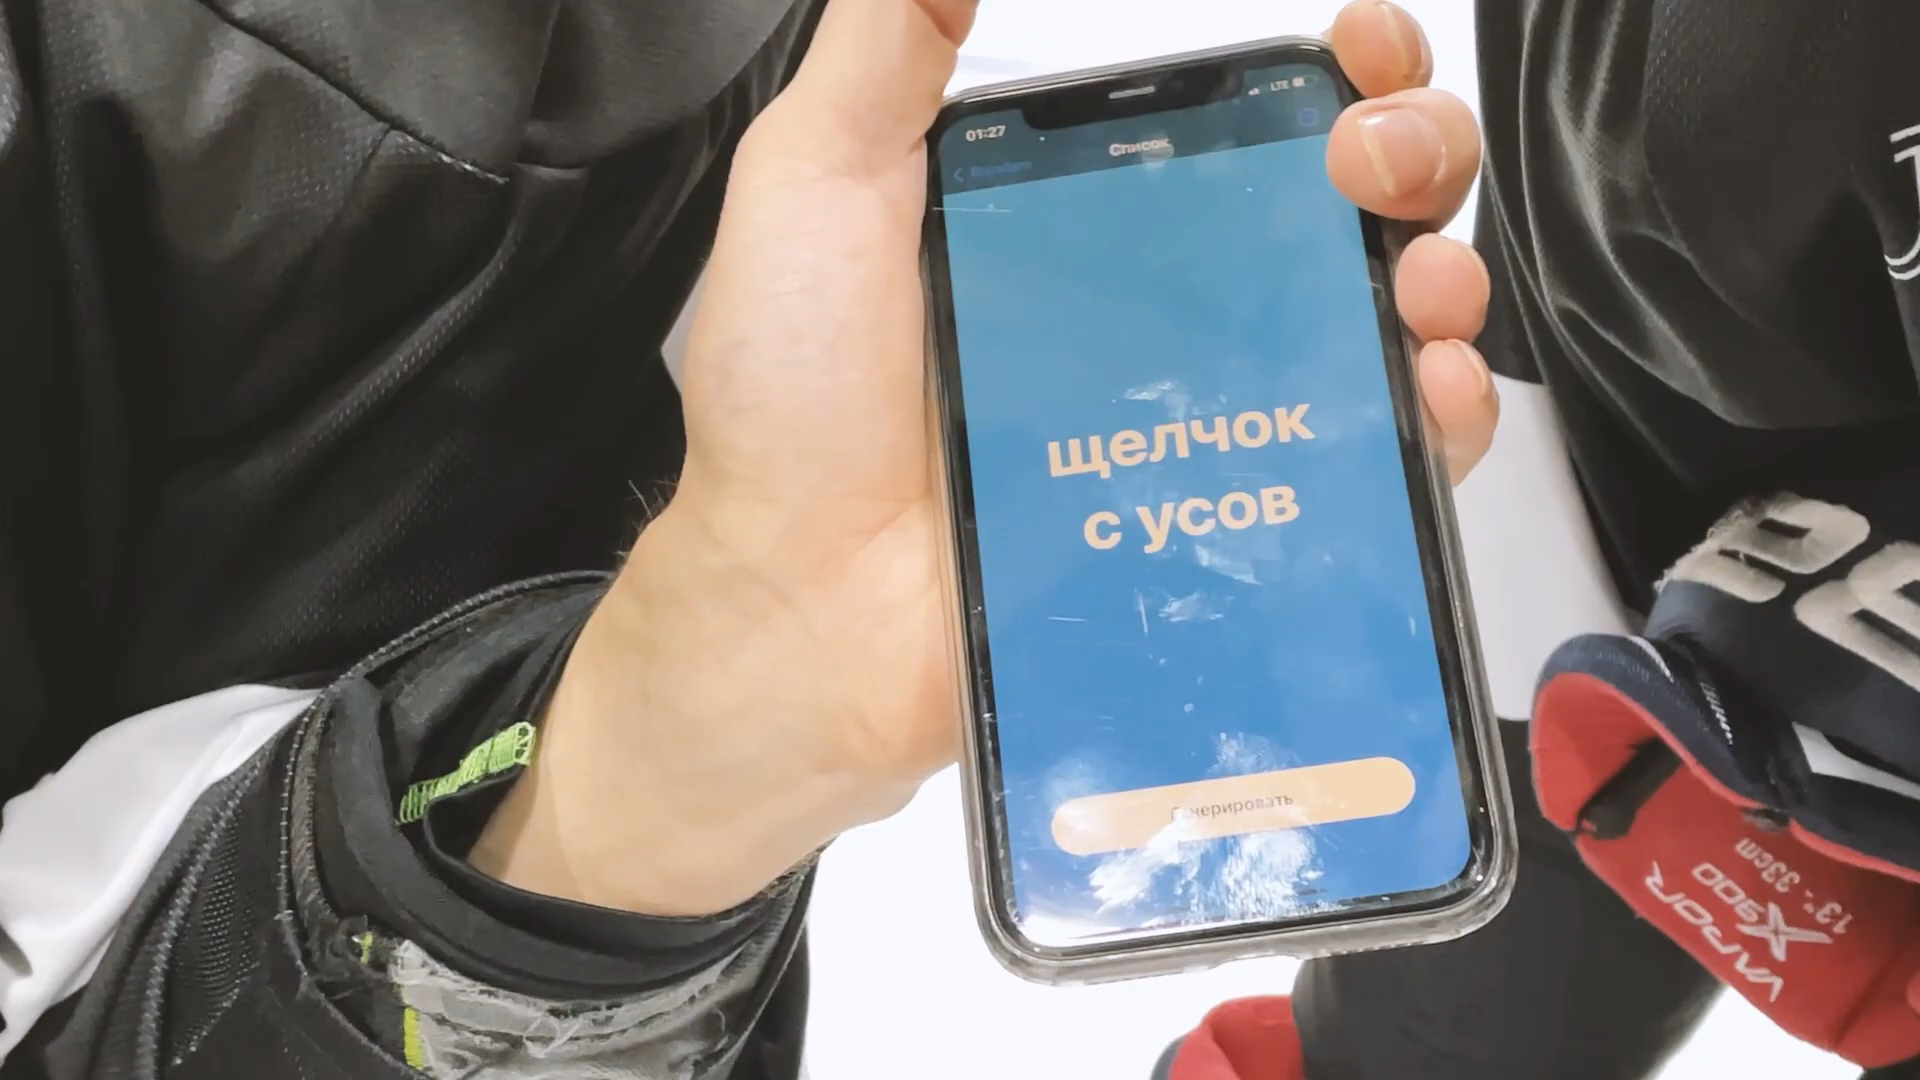 01:27
LTE
Список
щелчок
с усов
Генерировать
VAPOR
X900
13". 33cm